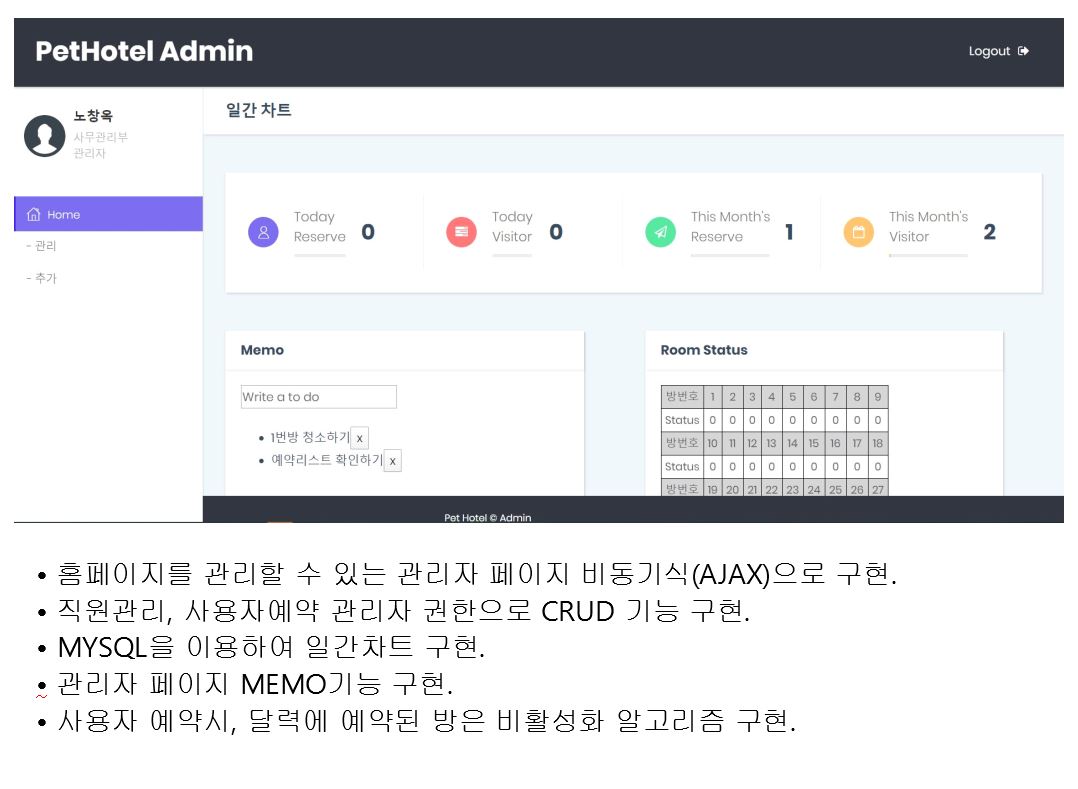 PetHotel Admin
Logout
노창옥
사무관리부
관리자
일간 차트
Home
- 관리
- 추가
Today Reserve 0
Today Visitor 0
This Month's Reserve 1
This Month's Visitor 2
Memo
Write a to do
• 1번방 청소하기 x
• 예약리스트 확인하기 x
Room Status
방번호 1 2 3 4 5 6 7 8 9
Status 0 0 0 0 0 0 0 0 0
방번호 10 11 12 13 14 15 16 17 18
Status 0 0 0 0 0 0 0 0 0
방번호 19 20 21 22 23 24 25 26 27
Pet Hotel © Admin
• 홈페이지를 관리할 수 있는 관리자 페이지 비동기식(AJAX)으로 구현.
• 직원관리, 사용자예약 관리자 권한으로 CRUD 기능 구현.
• MYSQL을 이용하여 일간차트 구현.
• 관리자 페이지 MEMO기능 구현.
• 사용자 예약시, 달력에 예약된 방은 비활성화 알고리즘 구현.